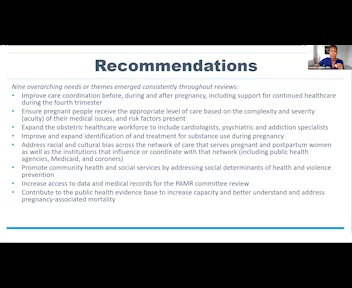 Recommendations
Nine overarching needs or themes emerged consistently throughout reviews:
• Improve care coordination before, during and after pregnancy, including support for continued healthcare
during the fourth trimester
• Ensure pregnant people receive the appropriate level of care based on the complexity and severity
(acuity) of their medical issues, and risk factors present
• Expand the obstetric healthcare workforce to include cardiologists, psychiatric and addiction specialists
• Improve and expand identification of and treatment for substance use during pregnancy
• Address racial and cultural bias across the network of care that serves pregnant and postpartum women
as well as the institutions that influence or coordinate with that network (including public health
agencies, Medicaid, and coroners)
• Promote community health and social services by addressing social determinants of health and violence
prevention
• Increase access to data and medical records for the PAMR committee review
• Contribute to the public health evidence base to increase capacity and better understand and address
pregnancy-associated mortality